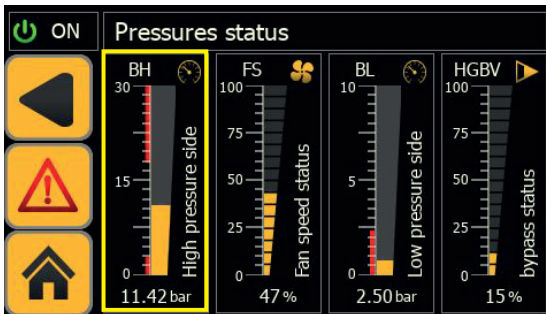 ON
Pressures status
BH
30
15
0
High pressure side
11.42 bar
FS
100
75
50
25
0
Fan speed status
47 %
BL
10
5
0
Low pressure side
2.50 bar
HGBV
100
75
50
25
0
bypass status
15 %